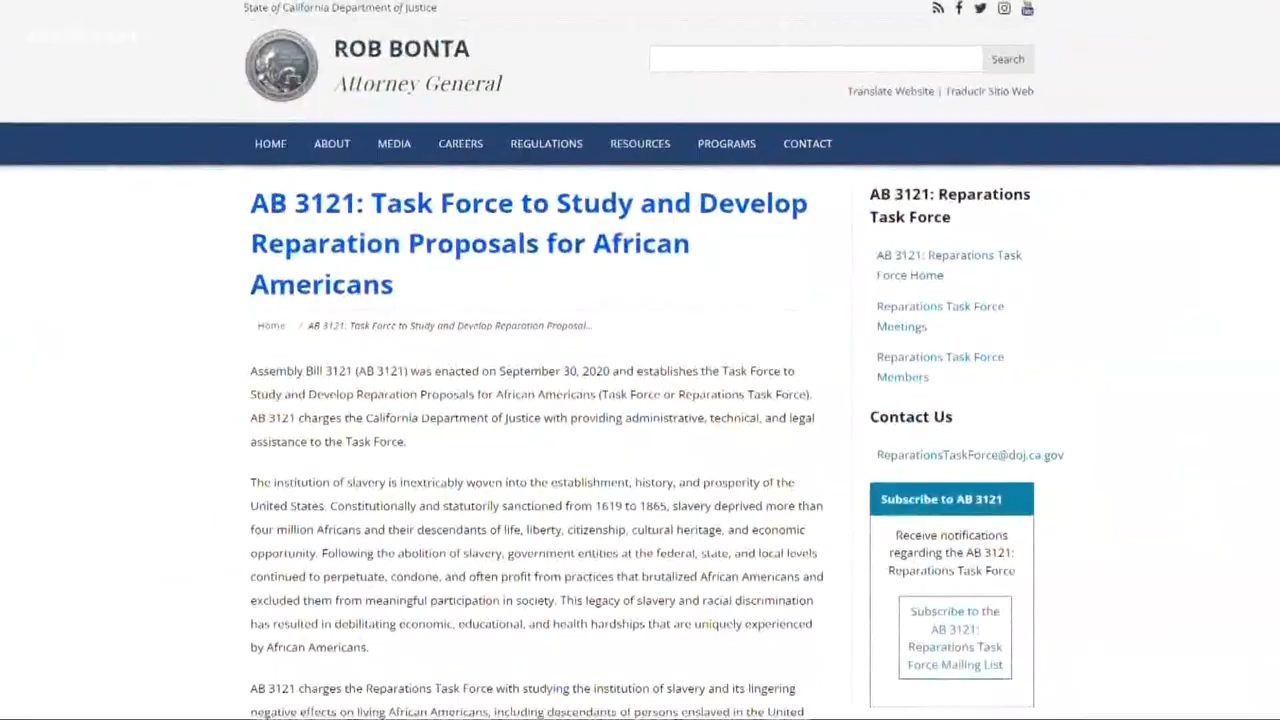 State of California Department of Justice
ROB BONTA
Attorney General
Search
Translate Website | Traducir Sitio Web
HOME ABOUT MEDIA CAREERS REGULATIONS RESOURCES PROGRAMS CONTACT
AB 3121: Task Force to Study and Develop
Reparation Proposals for African
Americans
Home / AB 3121: Task Force to Study and Develop Reparation Proposal...
Assembly Bill 3121 (AB 3121) was enacted on September 30, 2020 and establishes the Task Force to
Study and Develop Reparation Proposals for African Americans (Task Force or Reparations Task Force).
AB 3121 charges the California Department of Justice with providing administrative, technical, and legal
assistance to the Task Force.
The institution of slavery is inextricably woven into the establishment, history, and prosperity of the
United States. Constitutionally and statutorily sanctioned from 1619 to 1865, slavery deprived more than
four million Africans and their descendants of life, liberty, citizenship, cultural heritage, and economic
opportunity. Following the abolition of slavery, government entities at the federal, state, and local levels
continued to perpetuate, condone, and often profit from practices that brutalized African Americans and
excluded them from meaningful participation in society. This legacy of slavery and racial discrimination
has resulted in debilitating economic, educational, and health hardships that are uniquely experienced
by African Americans.
AB 3121 charges the Reparations Task Force with studying the institution of slavery and its lingering
negative effects on living African Americans, including descendants of persons enslaved in the United
AB 3121: Reparations
Task Force
AB 3121: Reparations Task
Force Home
Reparations Task Force
Meetings
Reparations Task Force
Members
Contact Us
ReparationsTaskForce@doj.ca.gov
Subscribe to AB 3121
Receive notifications
regarding the AB 3121:
Reparations Task Force
Subscribe to the
AB 3121:
Reparations Task
Force Mailing List